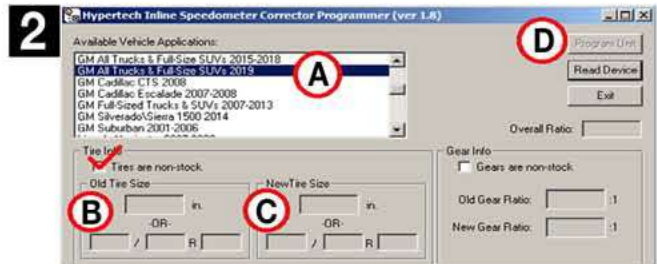 2
Hypertech Inline Speedometer Corrector Programmer (ver 1.8)
Available Vehicle Applications:
GM All Trucks & Full-Size SUVs 2015-2018
GM All Trucks & Full-Size SUVs 2019
GM Cadillac CTS 2008
GM Cadillac Escalade 2007-2008
GM Full-Sized Trucks & SUVs 2007-2013
GM Silverado\Sierra 1500 2014
GM Suburban 2001-2006
A
D
Program Unit
Read Device
Exit
Overall Ratio:
Tire Info
Tires are non-stock.
Old Tire Size
B
in.
-OR-
/ R
NewTire Size
C
in.
-OR-
/ R
Gear Info
Gears are non-stock.
Old Gear Ratio: :1
New Gear Ratio: :1